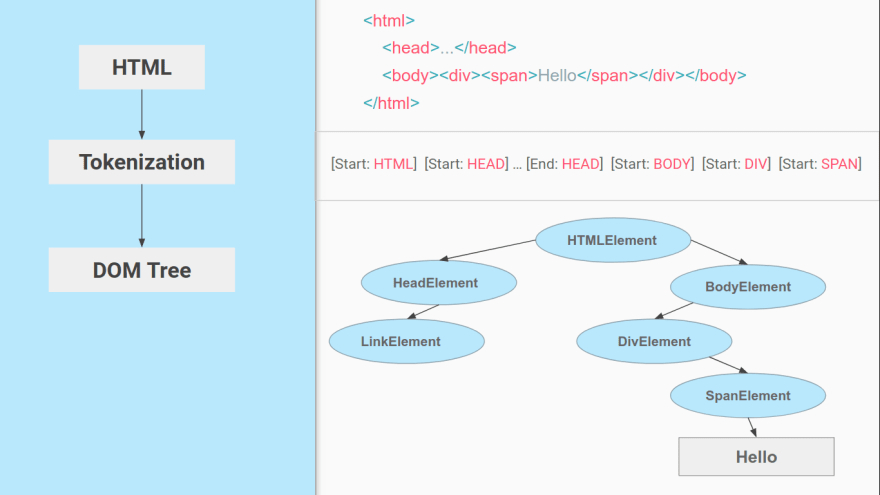 HTML
Tokenization
DOM Tree
<html>
<head>...</head>
<body><div><span>Hello</span></div></body>
</html>
[Start: HTML] [Start: HEAD] ... [End: HEAD] [Start: BODY] [Start: DIV] [Start: SPAN]
HTMLElement
HeadElement
BodyElement
LinkElement
DivElement
SpanElement
Hello